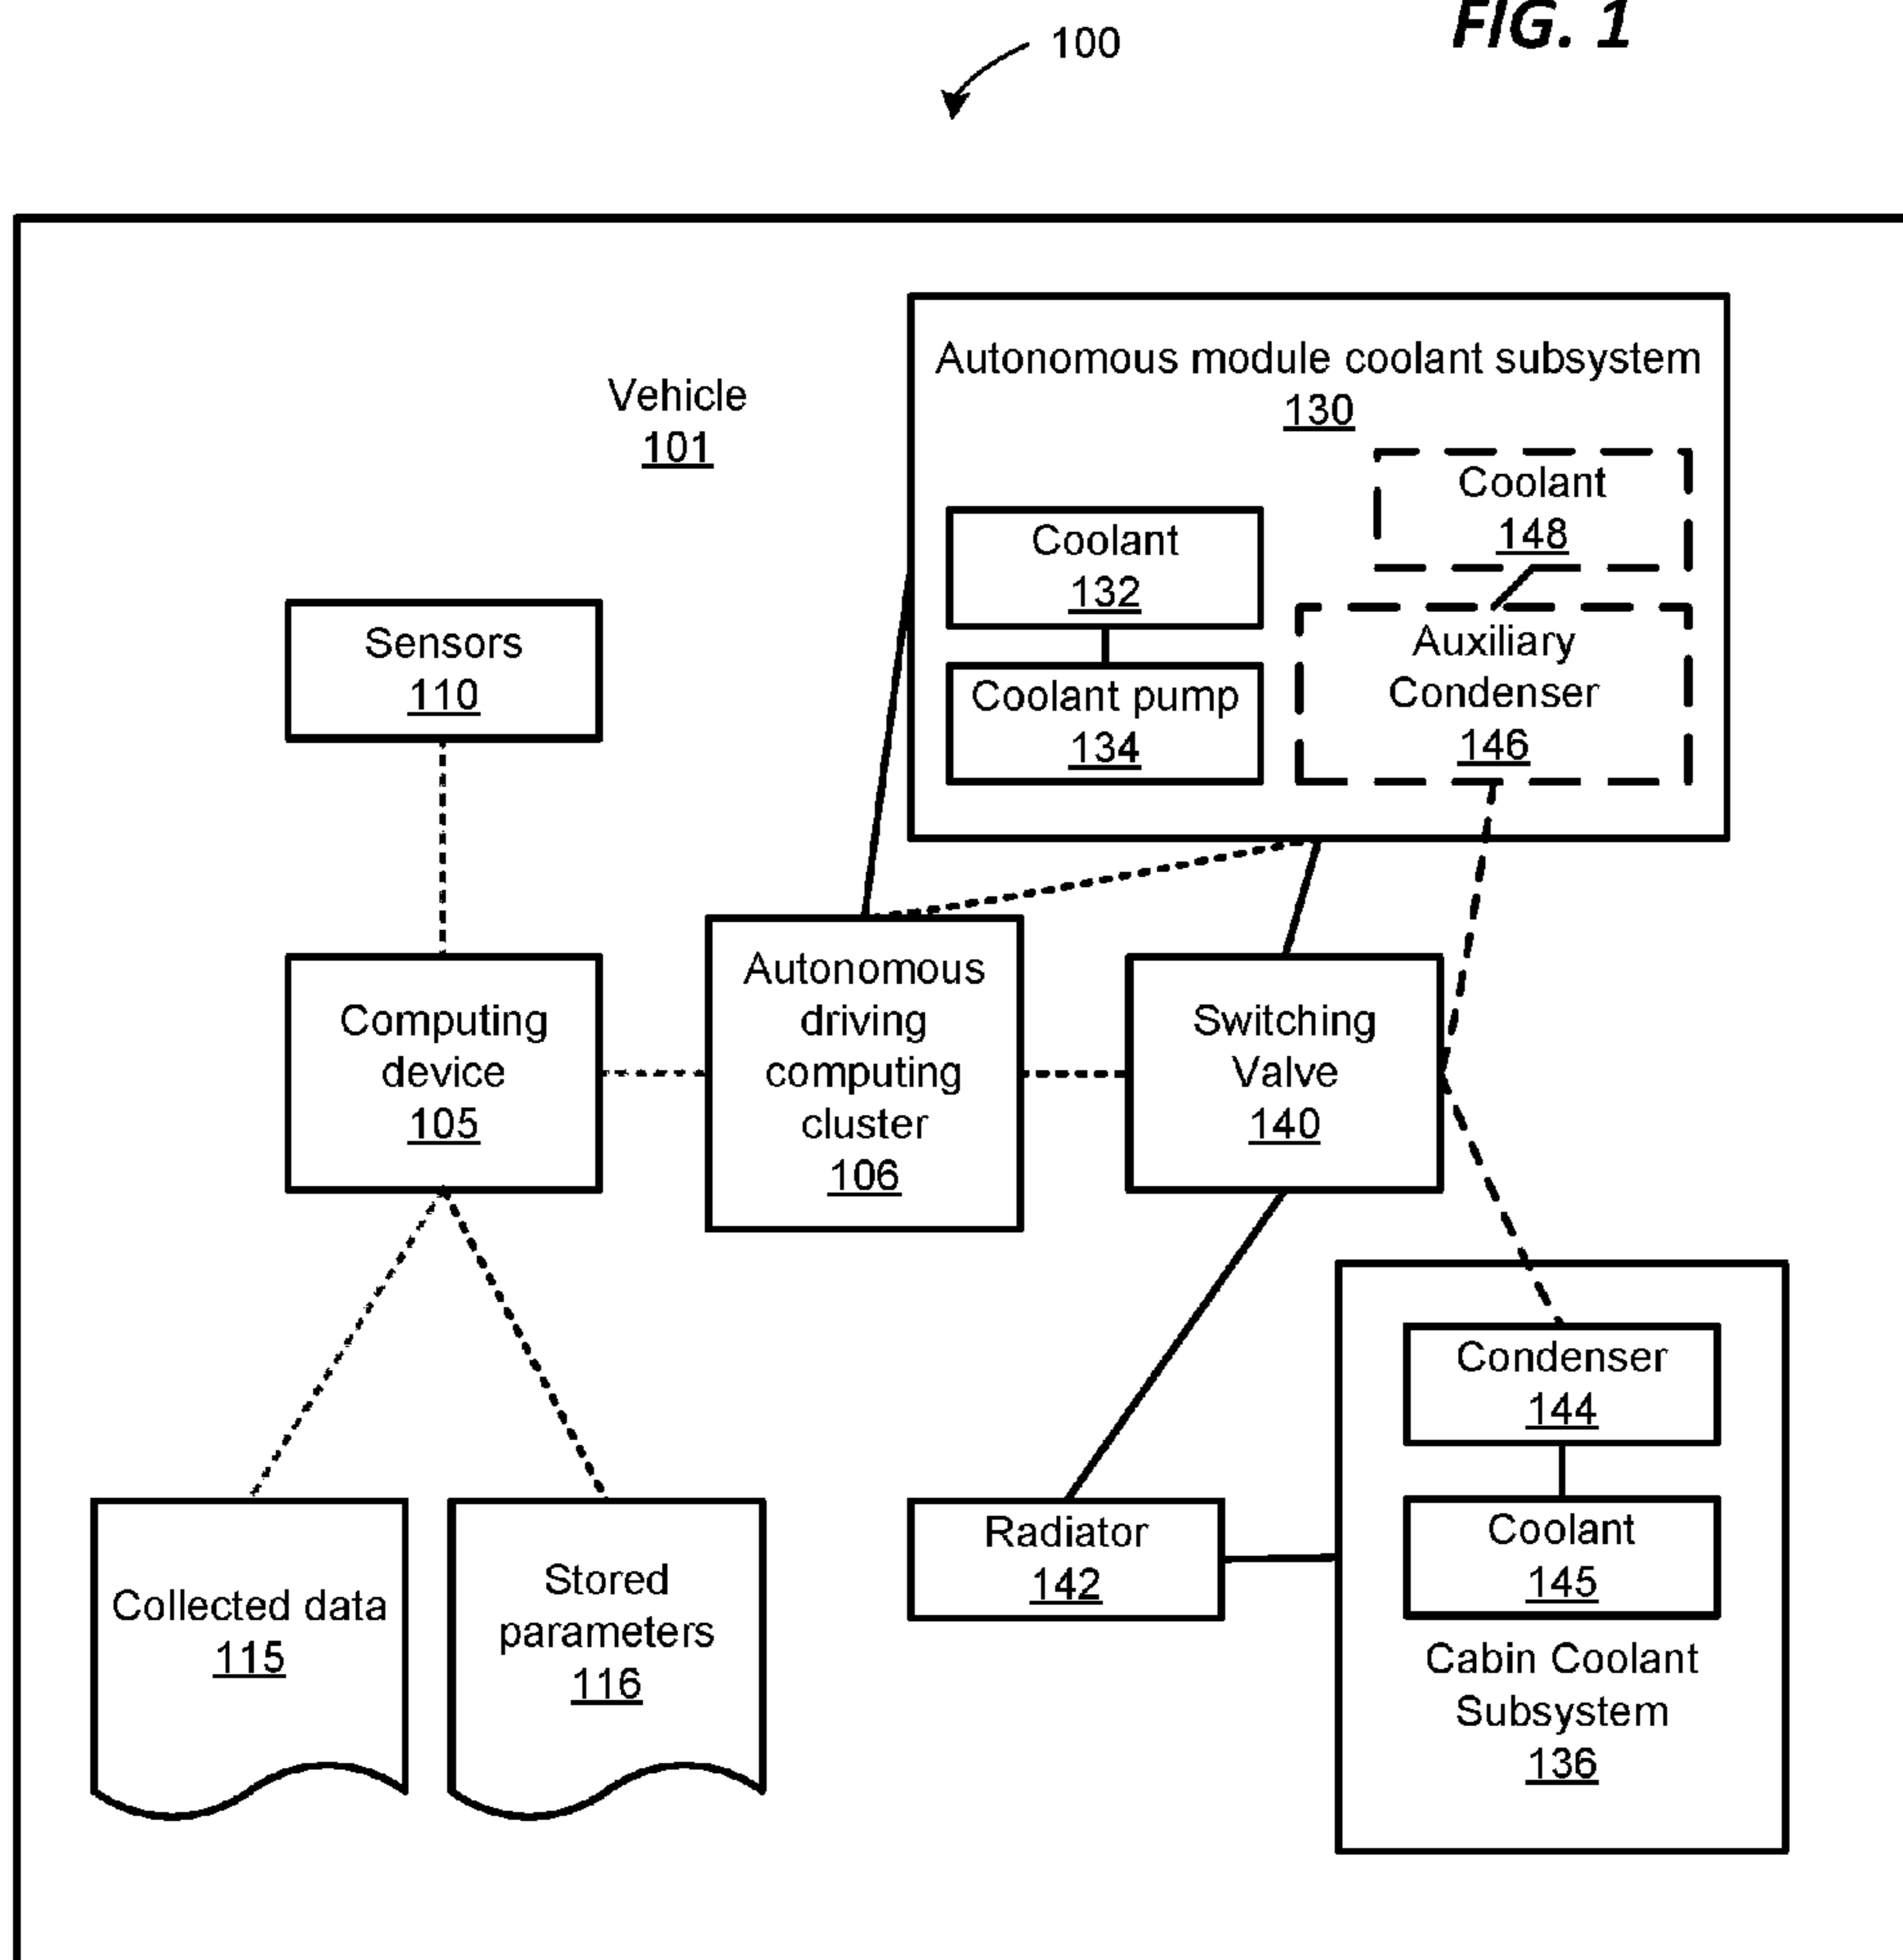 FIG. 1
100
Vehicle
101
Autonomous module coolant subsystem
130
Coolant
148
Coolant
132
Auxiliary
Condenser
146
Coolant pump
134
Sensors
110
Computing
device
105
Autonomous
driving
computing
cluster
106
Switching
Valve
140
Condenser
144
Coolant
145
Cabin Coolant
Subsystem
136
Radiator
142
Collected data
115
Stored
parameters
116